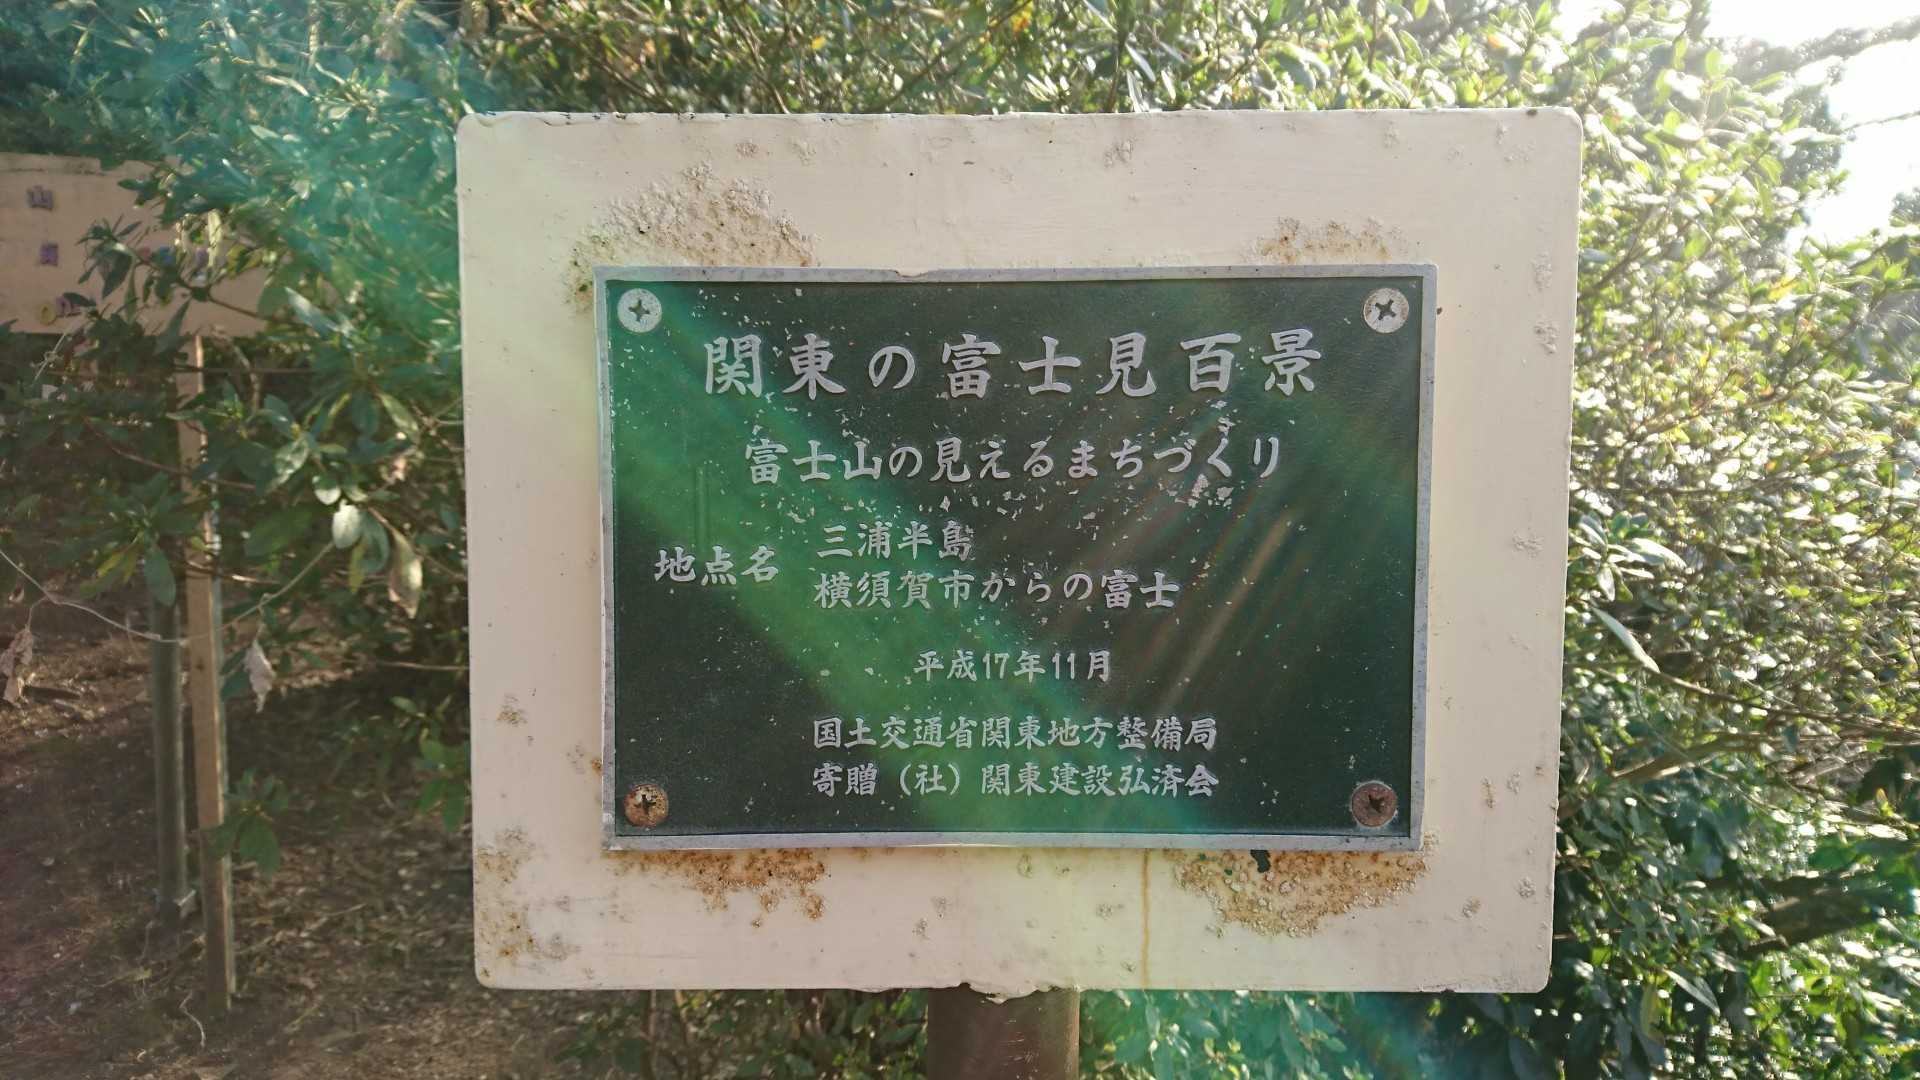 関東の富士見百景
富士山の見えるまちづくり
地点名
三浦半島
横須賀市からの富士
平成17年11月
国土交通省関東地方整備局
寄贈（社）関東建設弘済会
山